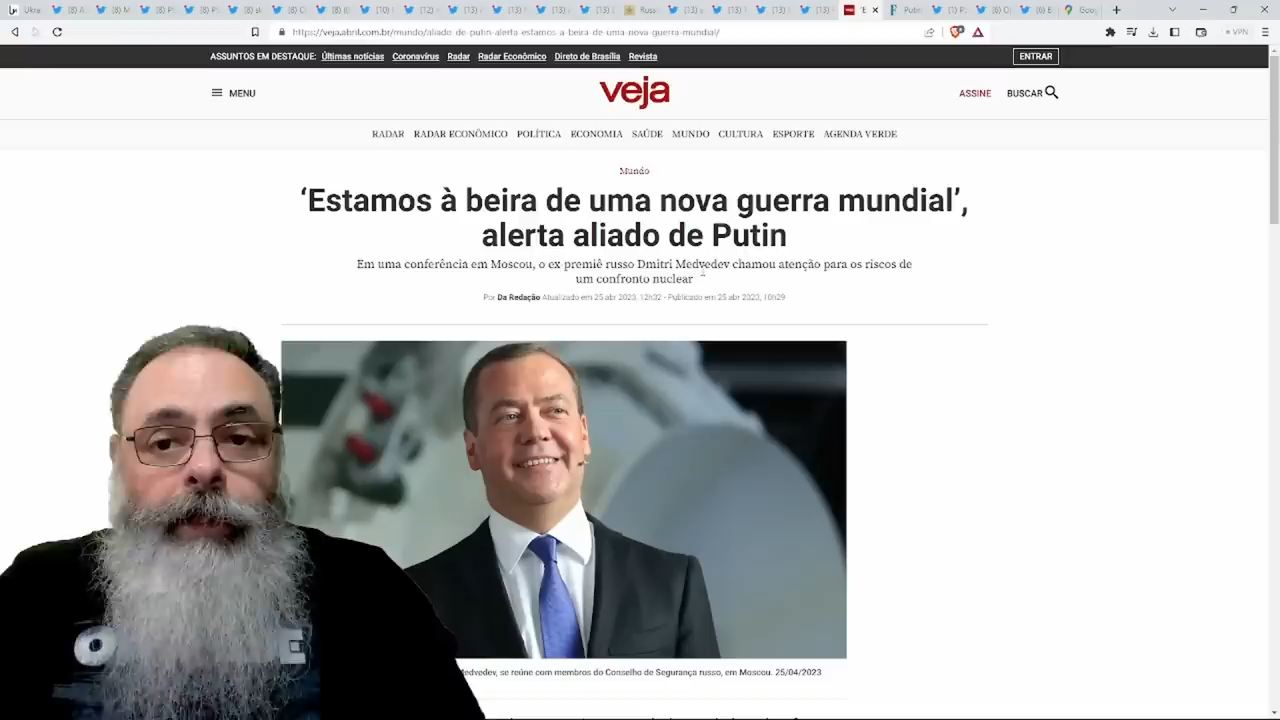 https://veja.abril.com.br/mundo/aliado-de-putin-alerta-estamos-a-beira-de-uma-nova-guerra-mundial/
VPN
ASSUNTOS EM DESTAQUE: Últimas notícias Coronavírus Radar Radar Econômico Direto de Brasília Revista
ENTRAR
MENU
veja
ASSINE BUSCAR
RADAR RADAR ECONÔMICO POLÍTICA ECONOMIA SAÚDE MUNDO CULTURA ESPORTE AGENDA VERDE
Mundo
‘Estamos à beira de uma nova guerra mundial’,
alerta aliado de Putin
Em uma conferência em Moscou, o ex-premiê russo Dmitri Medvedev chamou atenção para os riscos de
um confronto nuclear
Por Da Redação Atualizado em 25 abr 2023, 12h32 - Publicado em 25 abr 2023, 10h29
Medvedev, se reúne com membros do Conselho de Segurança russo, em Moscou. 25/04/2023